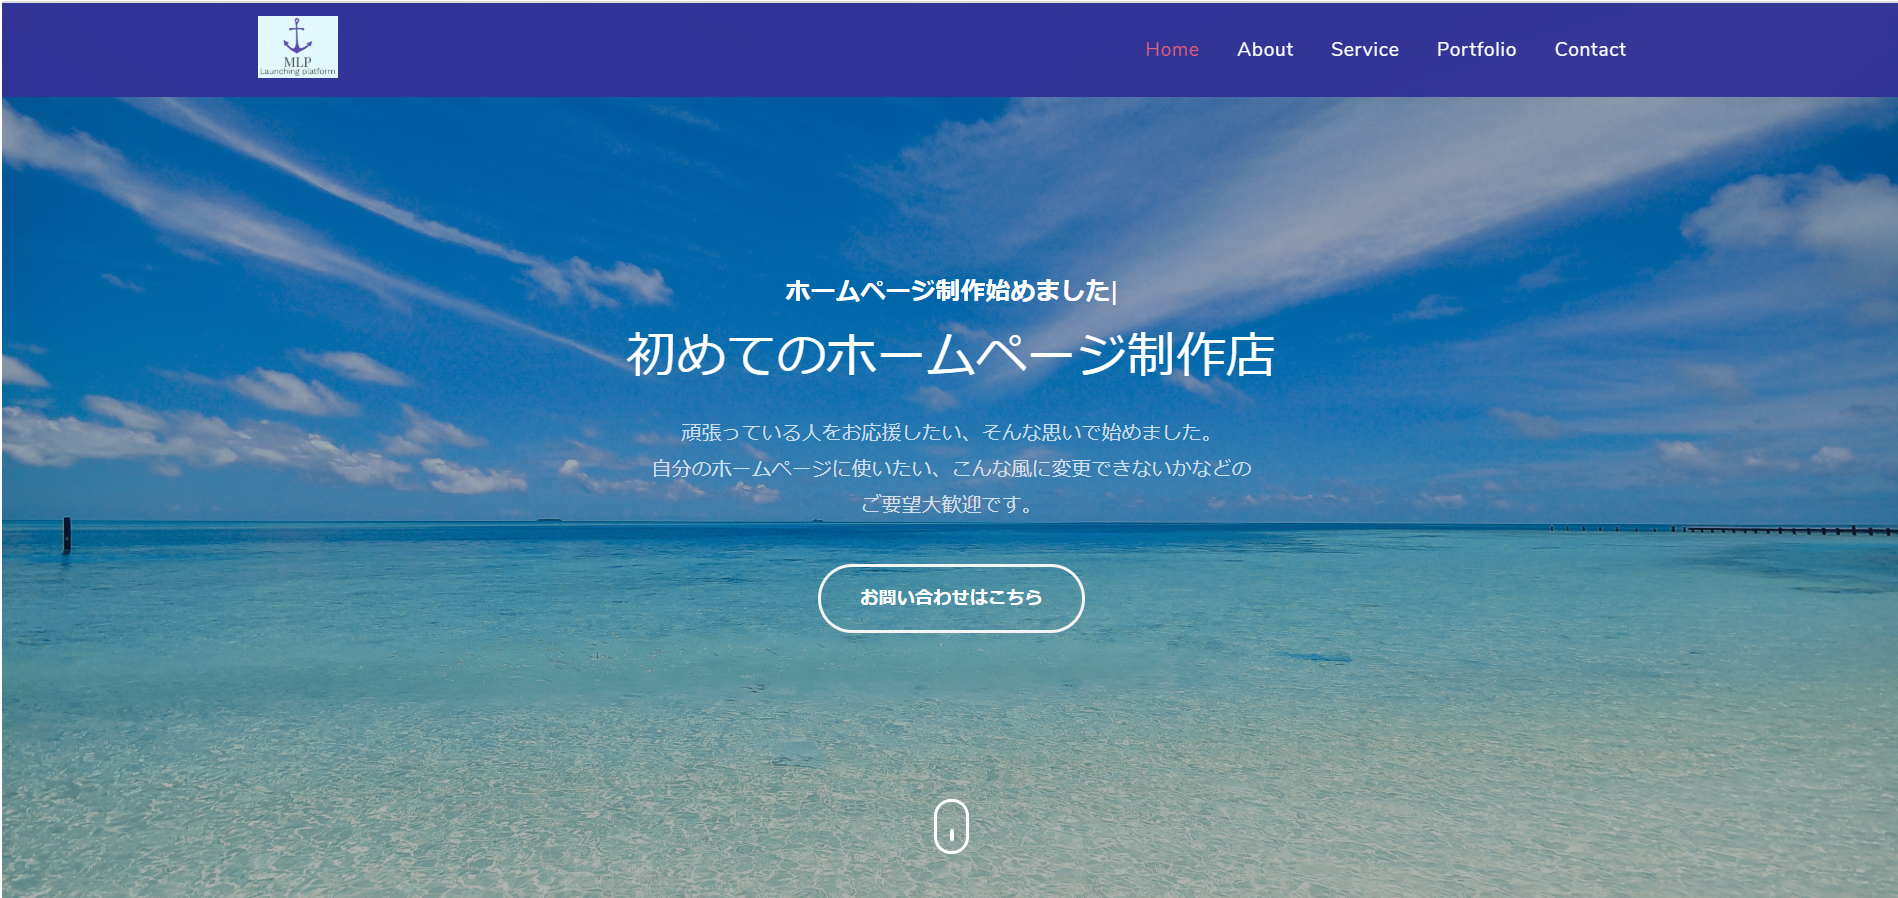 MLP
Launching platform
Home About Service Portfolio Contact
ホームページ制作始めました|
初めてのホームページ制作店
頑張っている人をお応援したい、そんな思いで始めました。
自分のホームページに使いたい、こんな風に変更できないかなどの
ご要望大歓迎です。
お問い合わせはこちら